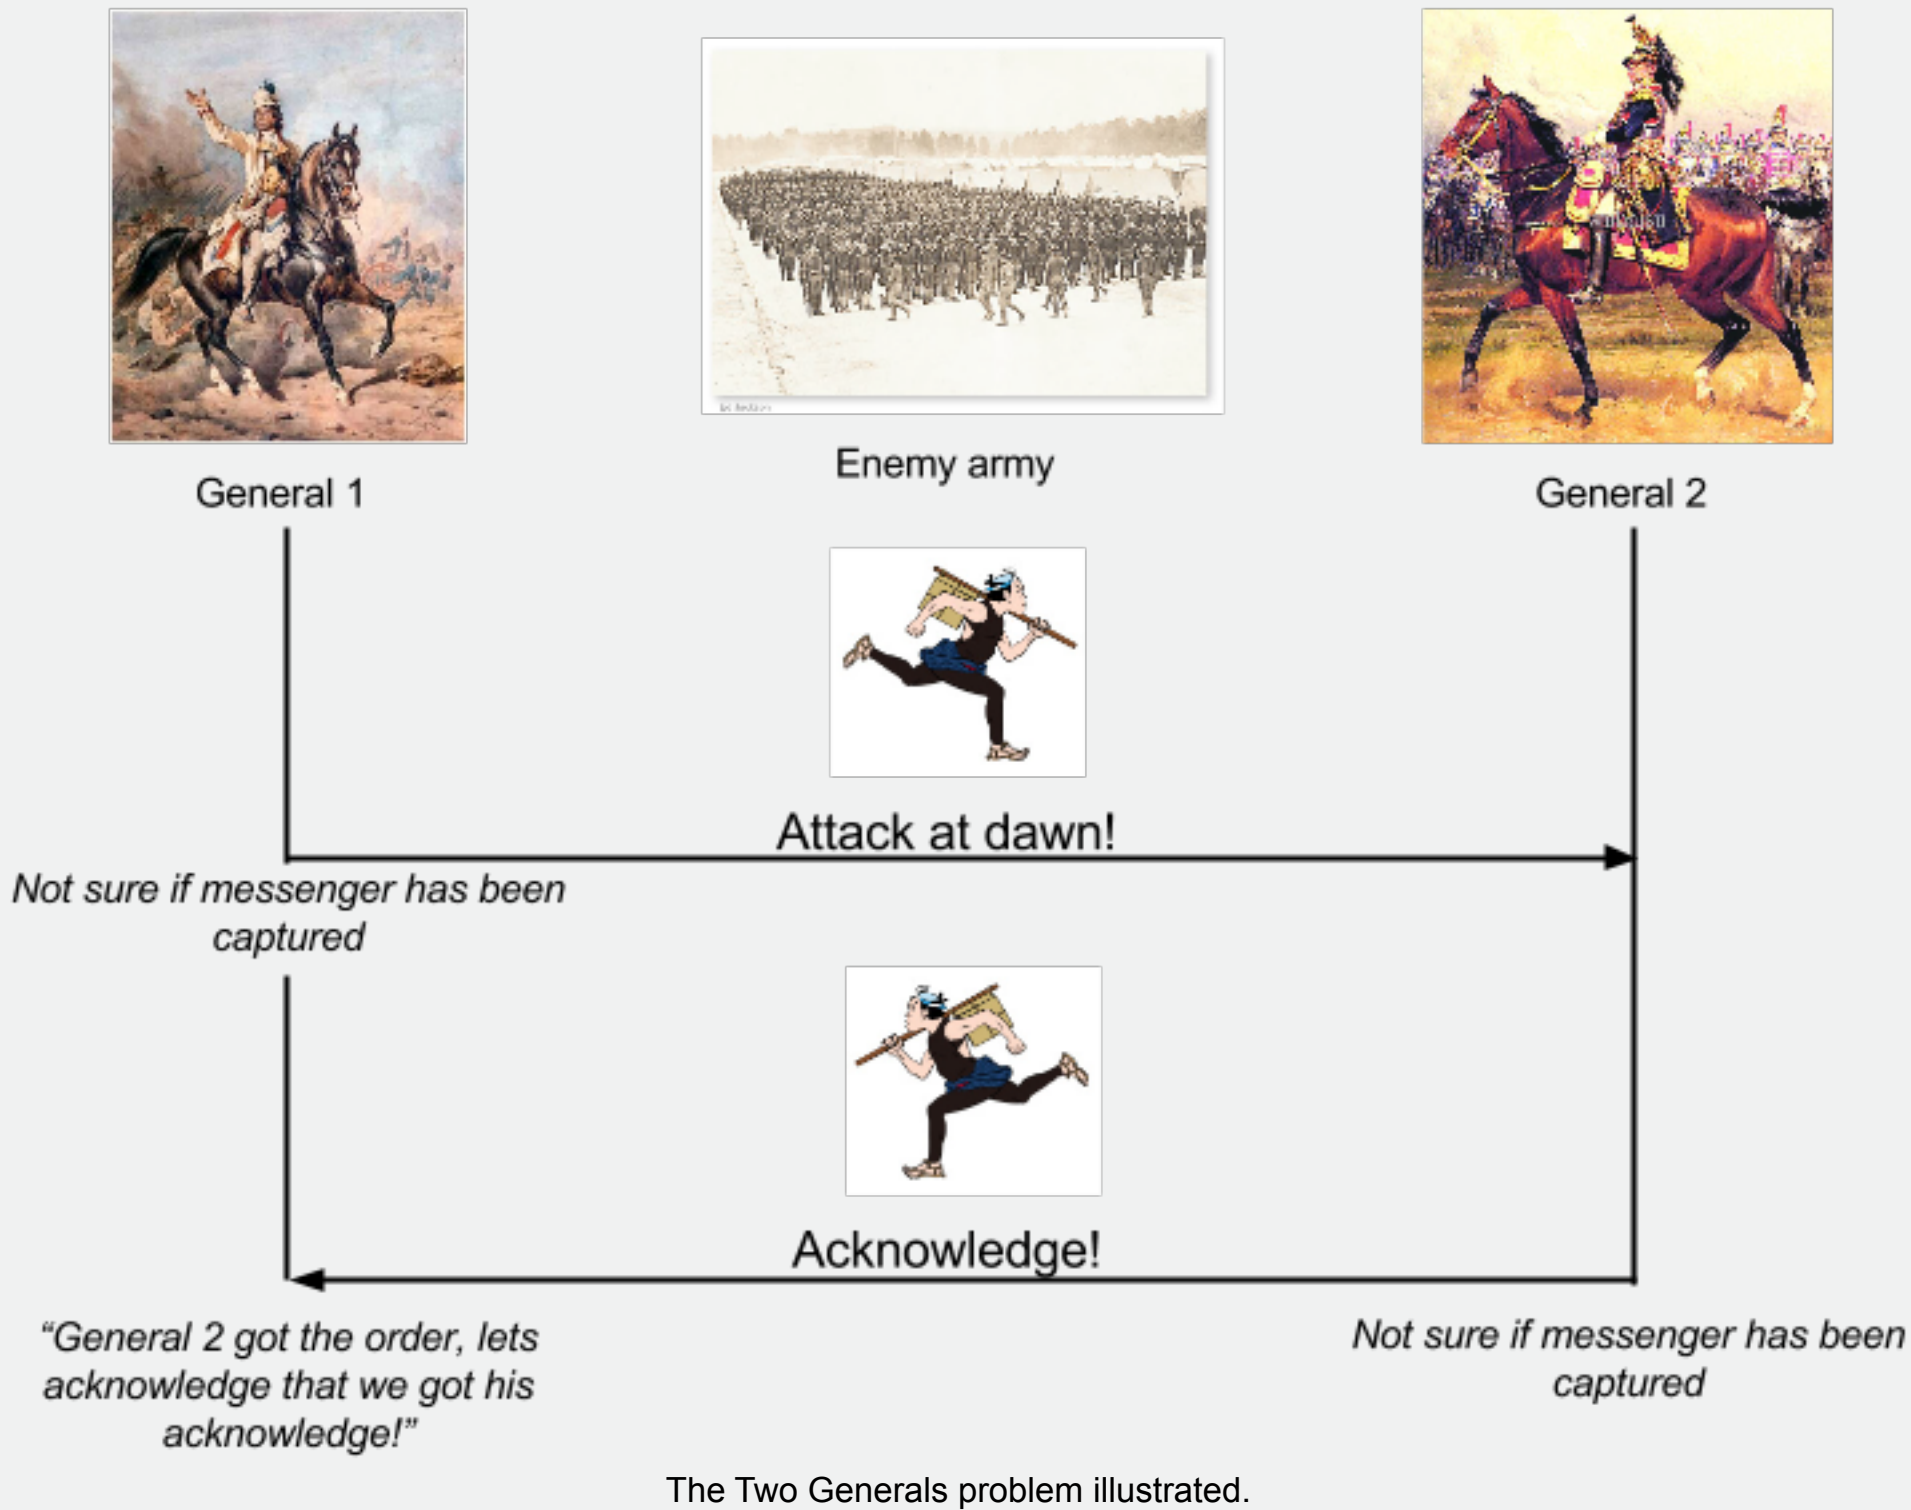 Enemy army
General 1
General 2
Attack at dawn!
Not sure if messenger has been
captured
Acknowledge!
“General 2 got the order, lets
acknowledge that we got his
acknowledge!”
Not sure if messenger has been
captured
The Two Generals problem illustrated.